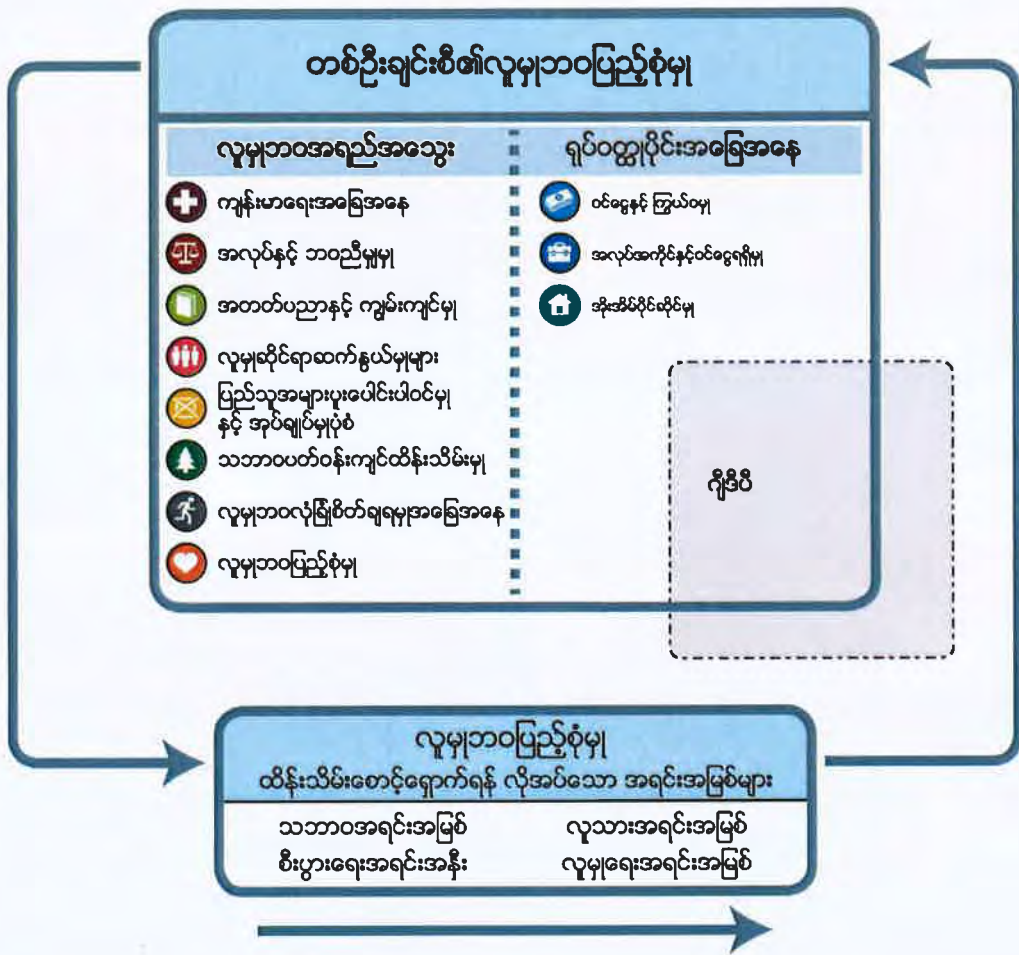 တစ်ဦးချင်းစီ၏လူမှုဘဝပြည့်စုံမှု
လူမှုဘဝအရည်အသွေး
ကျန်းမာရေးအခြေအနေ
အလုပ်နှင့် ဘဝညီမျှမှု
အတတ်ပညာနှင့် ကျွမ်းကျင်မှု
လူမှုဆိုင်ရာဆက်နွယ်မှုများ
ပြည်သူအများပူးပေါင်းပါဝင်မှု
နှင့် အုပ်ချုပ်မှုပုံစံ
သဘာဝပတ်ဝန်းကျင်ထိန်းသိမ်းမှု
လူမှုဘဝလုံခြုံစိတ်ချရမှုအခြေအနေ
လူမှုဘဝပြည့်စုံမှု
ရုပ်ဝတ္ထုပိုင်းအခြေအနေ
ဝင်ငွေနှင့် ကြွယ်ဝမှု
အလုပ်အကိုင်နှင့်ဝင်ငွေရရှိမှု
အိုးအိမ်ပိုင်ဆိုင်မှု
ဂျီဒီပီ
လူမှုဘဝပြည့်စုံမှု
ထိန်းသိမ်းစောင့်ရှောက်ရန် လိုအပ်သော အရင်းအမြစ်များ
သဘာဝအရင်းအမြစ်
လူသားအရင်းအမြစ်
စီးပွားရေးအရင်းအနှီး
လူမှုရေးအရင်းအမြစ်